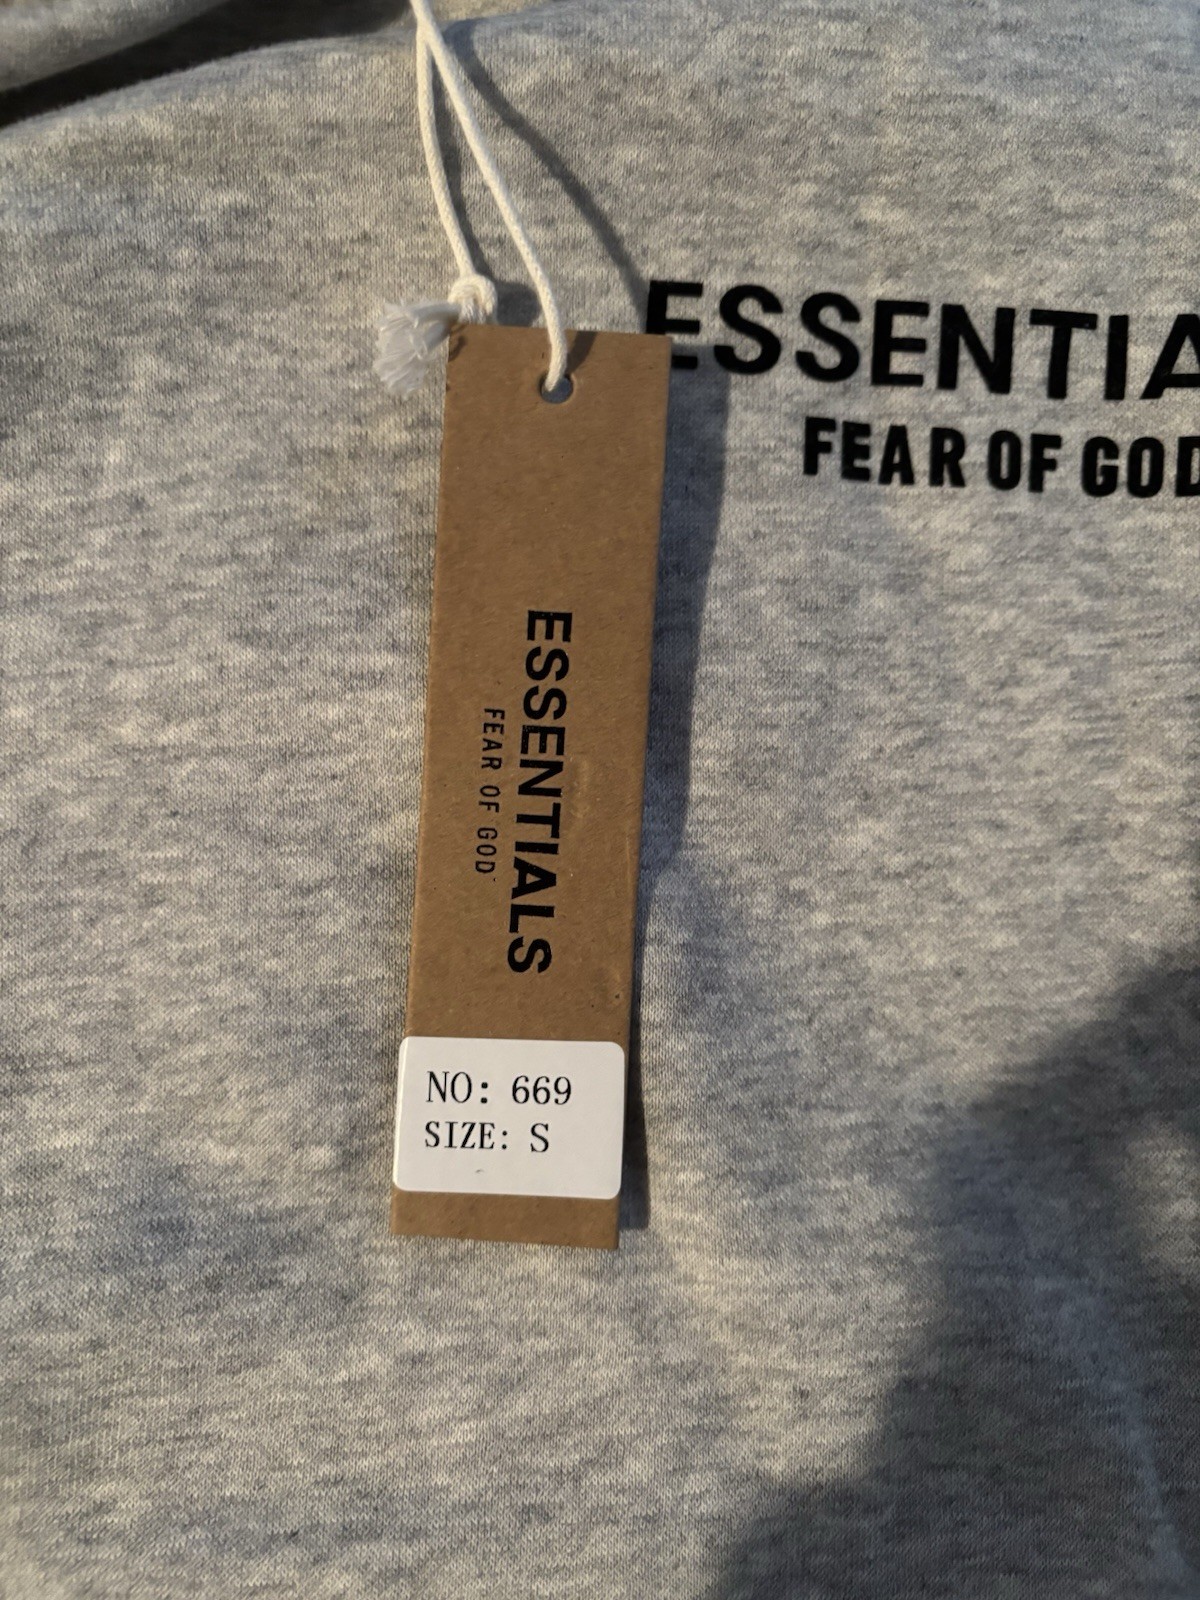 ESSENTIA
FEAR OF GOD
ESSENTIALS
FEAR OF GOD
NO: 669
SIZE: S